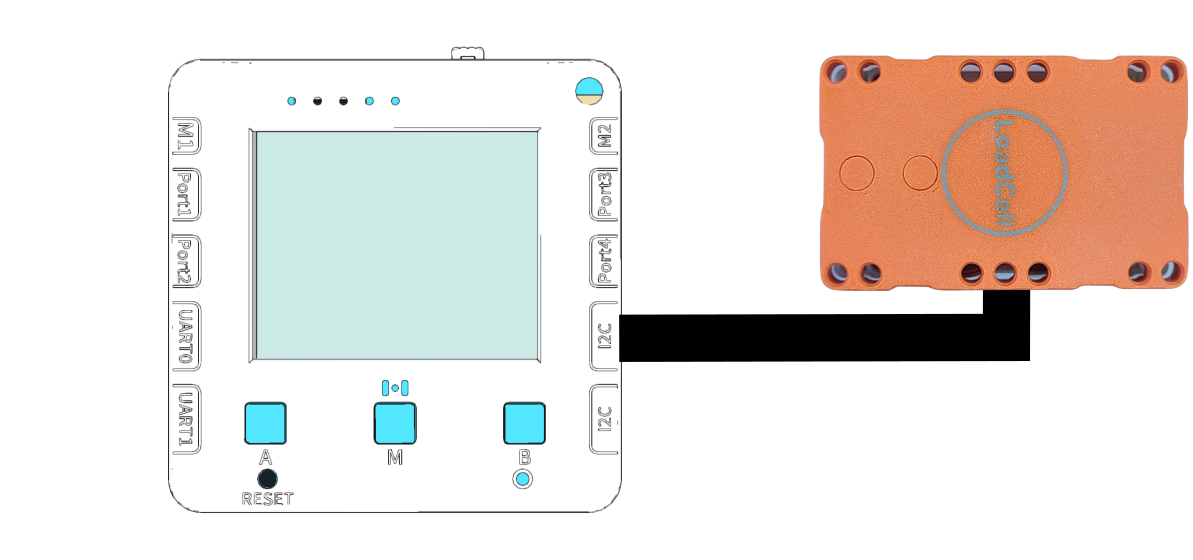 M1
Port1
Port2
UART0
UART1
M2
Port3
Port4
I2C
I2C
A
M
B
RESET
LoadCell